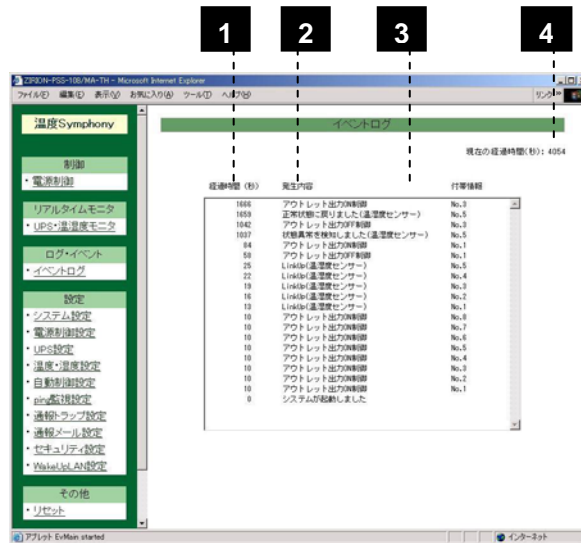 1 2 3 4
ZIRION-PSS-108/MA-TH - Microsoft Internet Explorer
ファイル(F) 編集(E) 表示(V) お気に入り(A) ツール(T) ヘルプ(H) リンク »
温度Symphony
イベントログ
現在の経過時間(秒): 4054
制御
・電源制御
リアルタイムモニタ
・UPS・温湿度モニタ
ログ・イベント
・イベントログ
設定
・システム設定
・電源制御設定
・UPS設定
・温度・湿度設定
・自動制御設定
・ping監視設定
・通報トラップ設定
・通報メール設定
・セキュリティ設定
・WakeUpLAN設定
その他
・リセット
経過時間 (秒) 発生内容 付帯情報
1666 アウトレット出力ON制御 No.3
1659 正常状態に戻りました(温湿度センサー) No.5
1042 アウトレット出力OFF制御 No.3
1037 状態異常を検知しました(温湿度センサー) No.5
84 アウトレット出力ON制御 No.1
58 アウトレット出力OFF制御 No.1
25 LinkUp(温湿度センサー) No.5
22 LinkUp(温湿度センサー) No.4
19 LinkUp(温湿度センサー) No.3
16 LinkUp(温湿度センサー) No.2
13 LinkUp(温湿度センサー) No.1
10 アウトレット出力ON制御 No.8
10 アウトレット出力ON制御 No.7
10 アウトレット出力ON制御 No.6
10 アウトレット出力ON制御 No.5
10 アウトレット出力ON制御 No.4
10 アウトレット出力ON制御 No.3
10 アウトレット出力ON制御 No.2
10 アウトレット出力ON制御 No.1
0 システムが起動しました
アプレット EvMain started インターネット